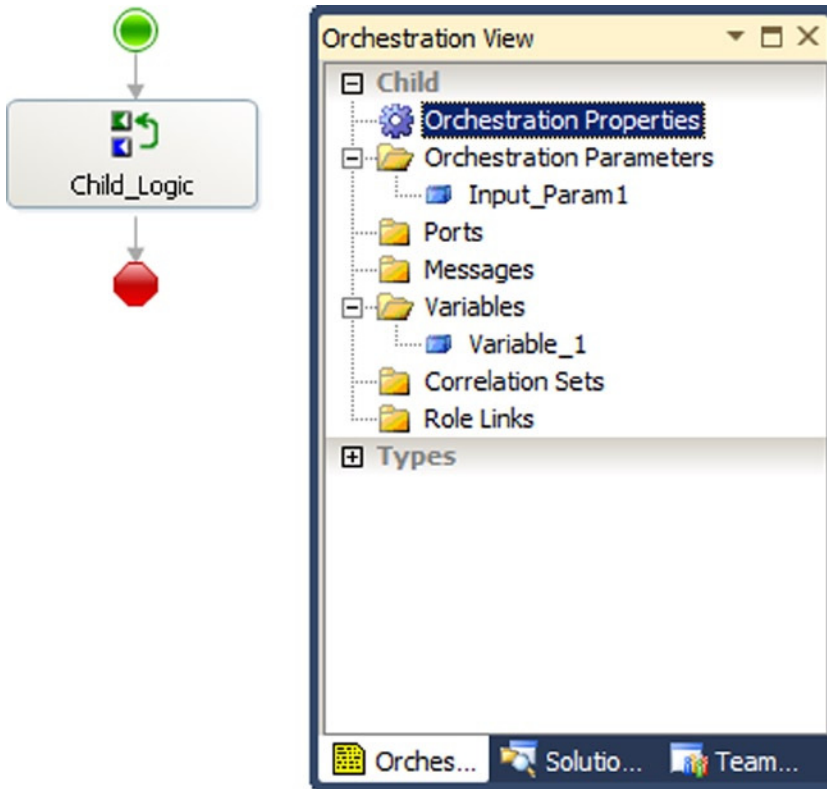 Child_Logic
Orchestration View
Child
Orchestration Properties
Orchestration Parameters
Input_Param1
Ports
Messages
Variables
Variable_1
Correlation Sets
Role Links
Types
Orches... Solutio... Team...